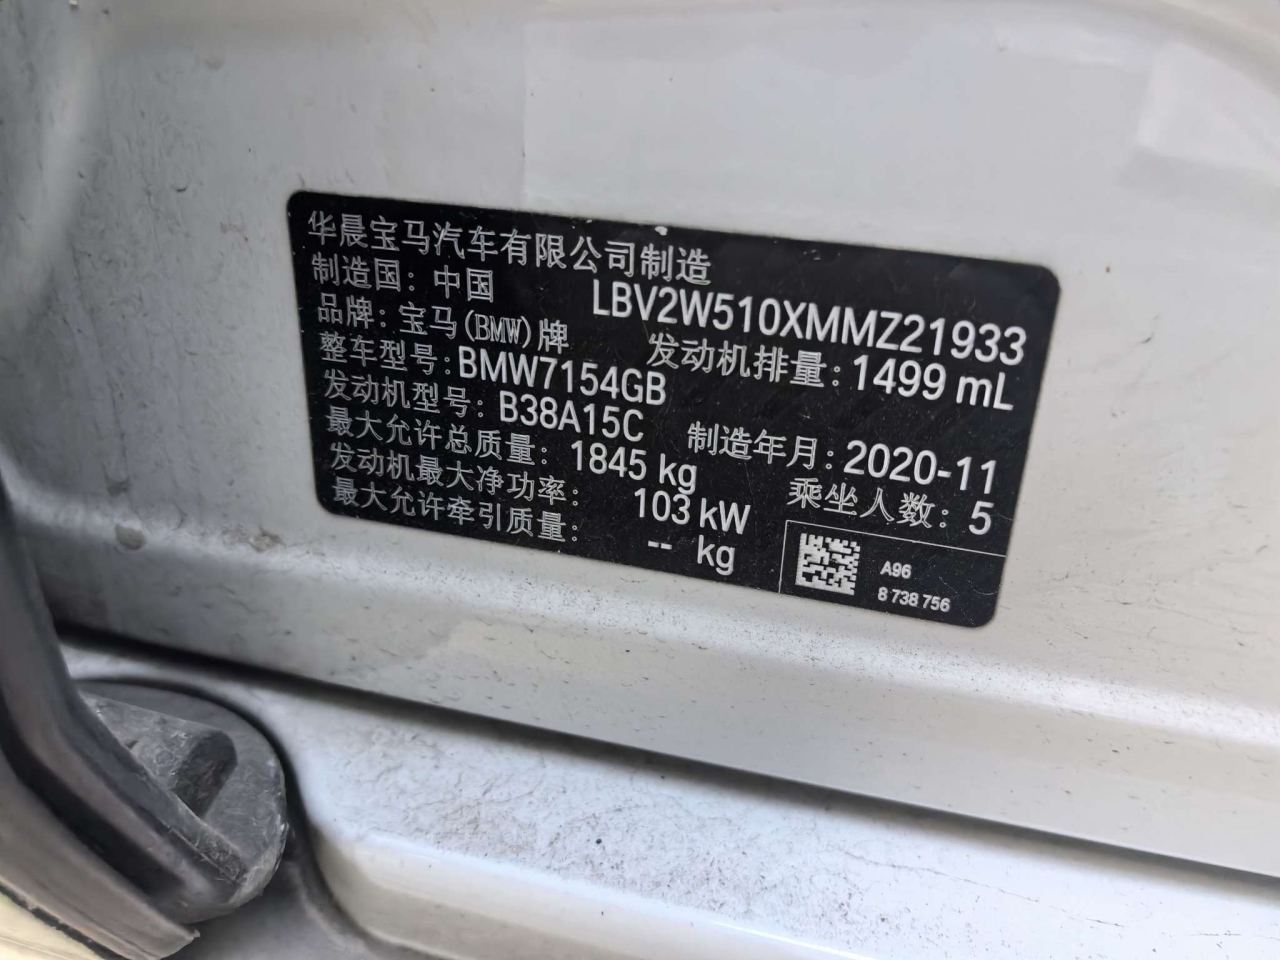 华晨宝马汽车有限公司制造
制造国: 中国 LBV2W510XMMZ21933
品牌: 宝马(BMW)牌 发动机排量: 1499 mL
整车型号: BMW7154GB
发动机型号: B38A15C 制造年月: 2020-11
最大允许总质量: 1845 kg 乘坐人数: 5
发动机最大净功率: 103 kW
最大允许牵引质量: -- kg
A96
8 738 756